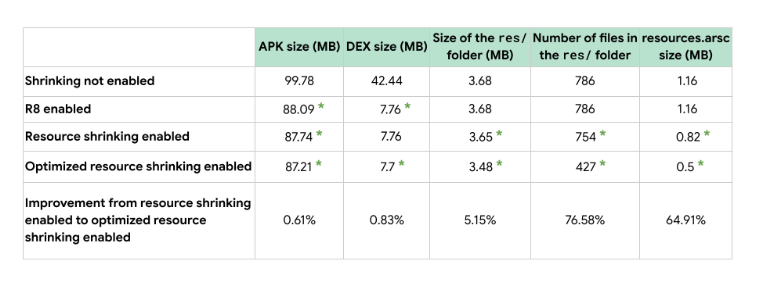 APK size (MB) DEX size (MB) Size of the res/ folder (MB) Number of files in the res/ folder resources.arsc size (MB)
Shrinking not enabled 99.78 42.44 3.68 786 1.16
R8 enabled 88.09 * 7.76 * 3.68 786 1.16
Resource shrinking enabled 87.74 * 7.76 3.65 * 754 * 0.82 *
Optimized resource shrinking enabled 87.21 * 7.7 * 3.48 * 427 * 0.5 *
Improvement from resource shrinking
enabled to optimized resource
shrinking enabled
0.61% 0.83% 5.15% 76.58% 64.91%